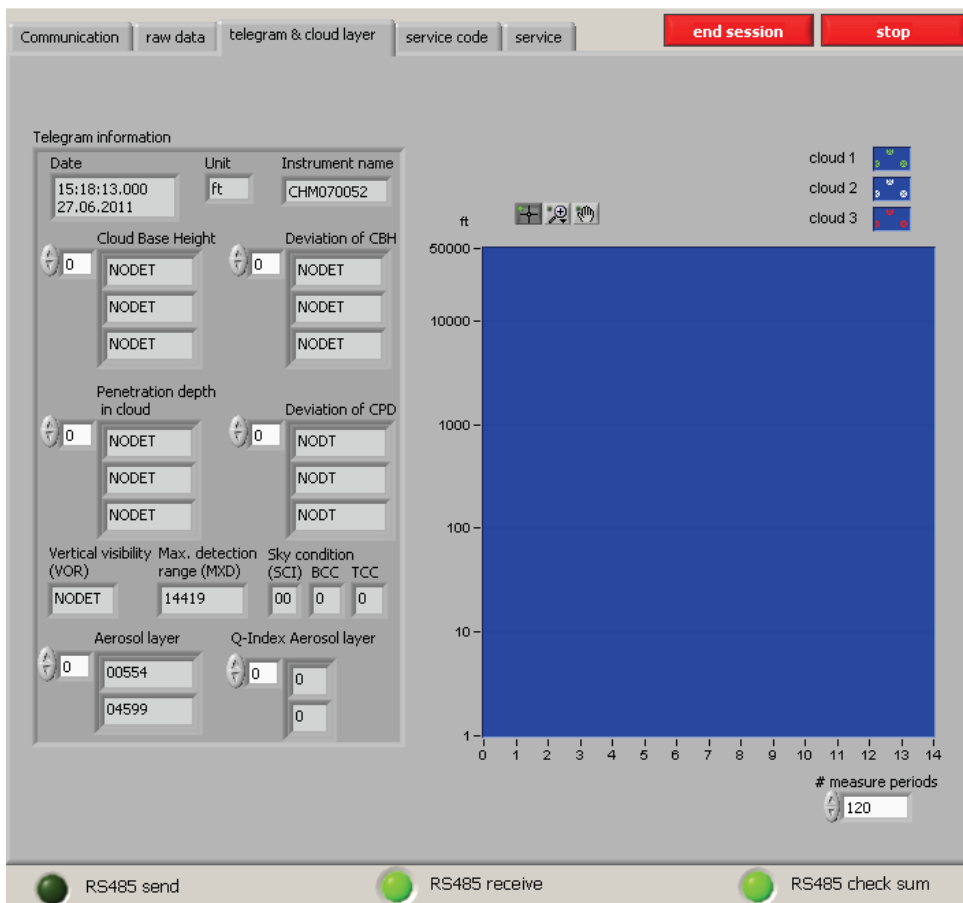 Communication
raw data
telegram & cloud layer
service code
service
end session
stop
Telegram information
Date
Unit
Instrument name
15:18:13.000
27.06.2011
ft
CHM070052
Cloud Base Height
Deviation of CBH
0
NODET
NODET
NODET
0
NODET
NODET
NODET
Penetration depth
in cloud
Deviation of CPD
0
NODET
NODET
NODET
0
NODT
NODT
NODT
Vertical visibility
(VOR)
Max. detection
range (MXD)
Sky condition
(SCI) BCC TCC
NODET
14419
00
0
0
Aerosol layer
Q-Index Aerosol layer
0
00554
04599
0
0
0
cloud 1
cloud 2
cloud 3
ft
50000
10000
1000
100
10
1
0 1 2 3 4 5 6 7 8 9 10 11 12 13 14
# measure periods
120
RS485 send
RS485 receive
RS485 check sum